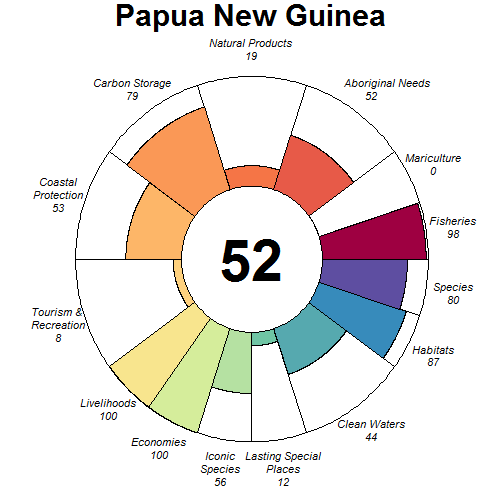 Papua New Guinea
Natural Products
19
Carbon Storage
79
Aboriginal Needs
52
Mariculture
0
Coastal
Protection
53
Fisheries
98
52
Species
80
Tourism &
Recreation
8
Habitats
87
Livelihoods
100
Clean Waters
44
Economies
100
Iconic
Species
56
Lasting Special
Places
12